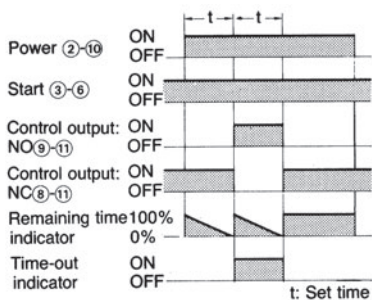 t t
Power ②-⑩ ON
OFF
Start ③-⑥ ON
OFF
Control output: ON
NO⑨-⑪ OFF
Control output: ON
NC⑧-⑪ OFF
Remaining time 100%
indicator 0%
Time-out ON
indicator OFF
t: Set time